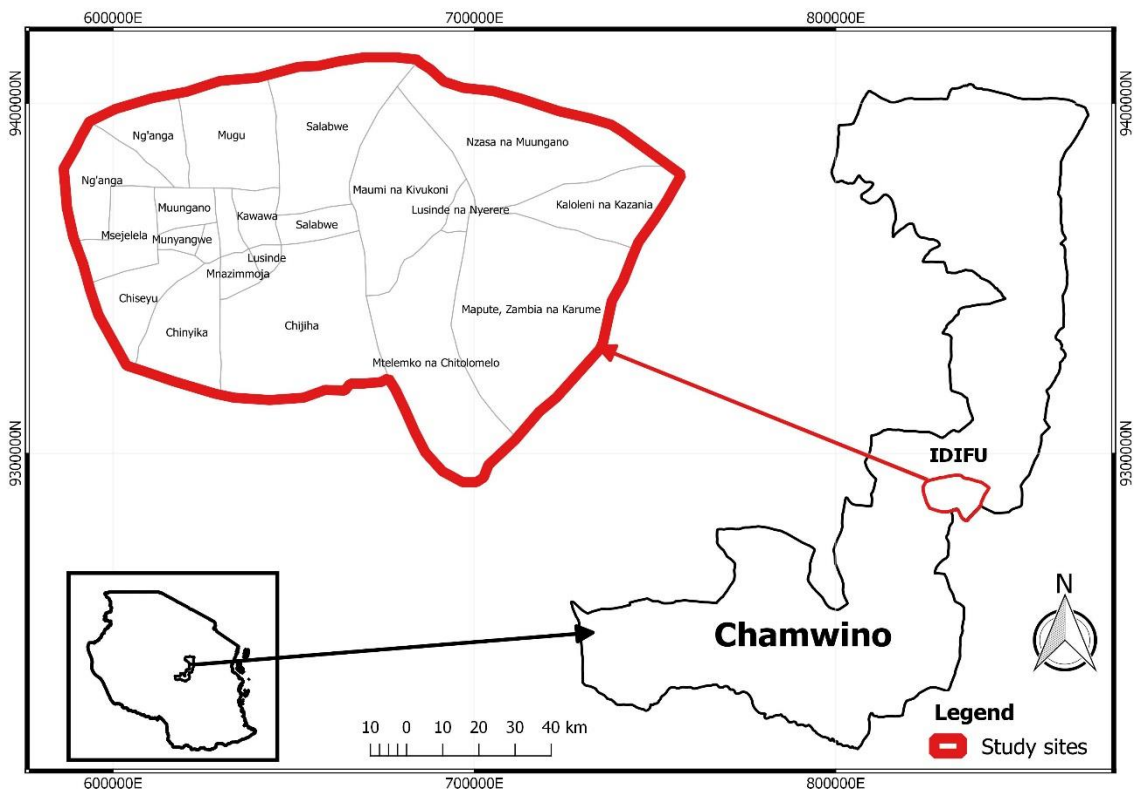 600000E
700000E
800000E
9400000N
9400000N
Salabwe
Ng'anga
Mugu
Nzasa na Muungano
Ng'anga
Maumi na Kivukoni
Kaloleni na Kazania
Muungano
Kawawa
Lusinde na Nyerere
Salabwe
Msejelela
Munyangwe
Lusinde
Mnazimmoja
Chiseyu
Mapute, Zambia na Karume
Chinyika
Chijiha
Mtelemko na Chitolomelo
9300000N
9300000N
IDIFU
N
Chamwino
Legend
Study sites
10 0 10 20 30 40 km
600000E
700000E
800000E